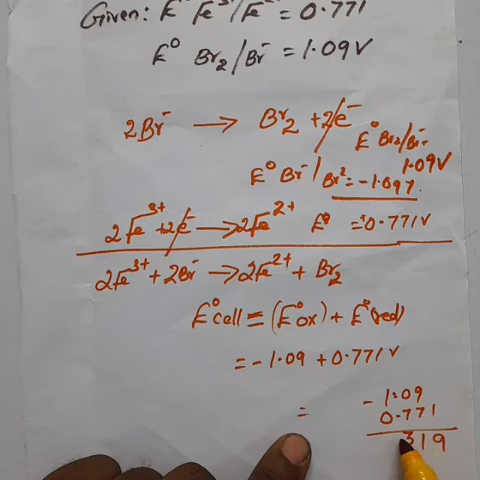 Given: E° Fe³⁺/Fe²⁺ = 0.771
E° Br₂/Br⁻ = 1.09V
2Br⁻ → Br₂ + 2e⁻
E° Br₂/Br⁻
1.09V
E° Br⁻/Br² = -1.09V
2Fe³⁺ + 2e⁻ → 2Fe²⁺ E° = +0.771V
2Fe³⁺ + 2Br⁻ → 2Fe²⁺ + Br₂
E°cell = (E°ox) + E°(red)
= -1.09 + 0.771V
= - 1.09
0.771
319